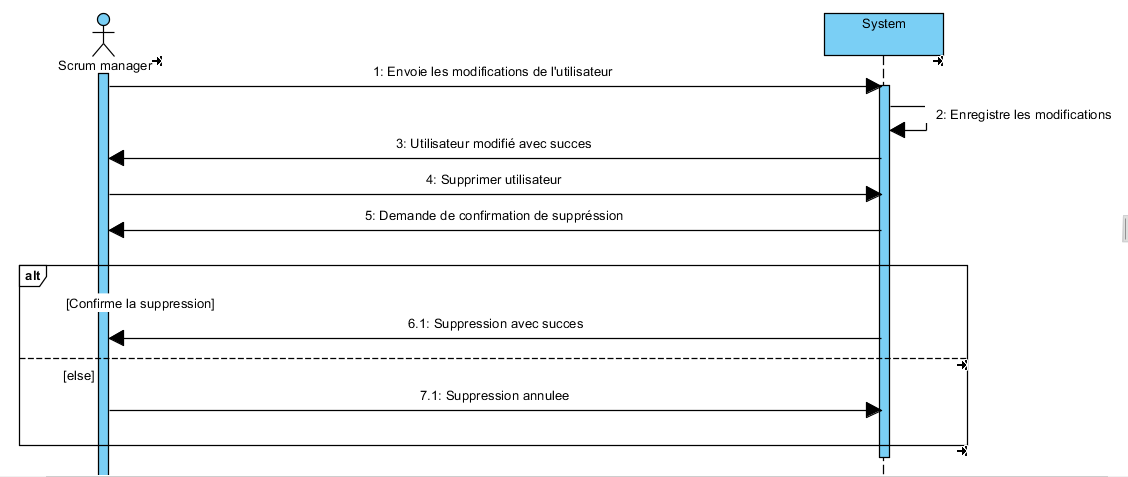 System
Scrum manager
1: Envoie les modifications de l'utilisateur
2: Enregistre les modifications
3: Utilisateur modifié avec succes
4: Supprimer utilisateur
5: Demande de confirmation de suppréssion
alt
[Confirme la suppression]
6.1: Suppression avec succes
[else]
7.1: Suppression annulee